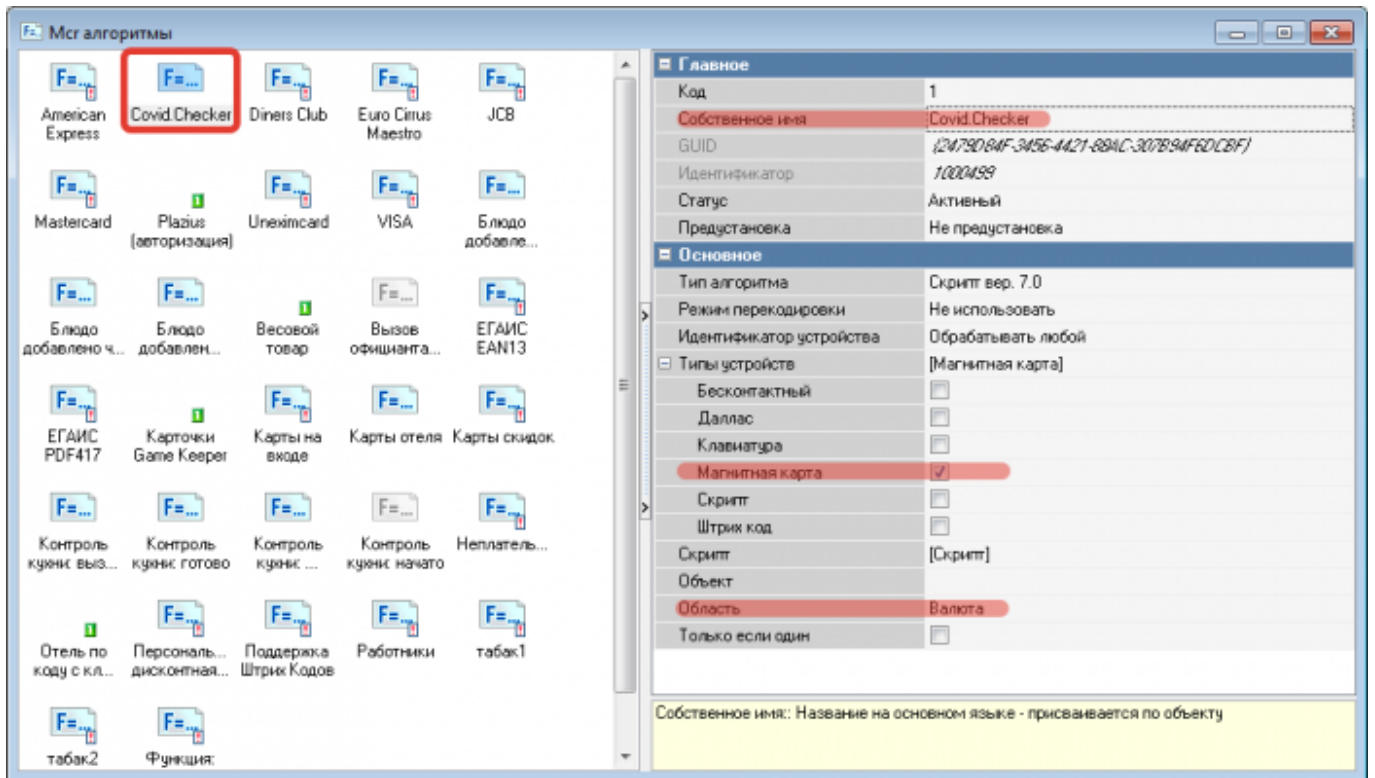 Mcr алгоритмы
American Express
Covid.Checker
Diners Club
Euro Cirrus Maestro
JCB
Mastercard
Plazius (авторизация)
Uneximcard
VISA
Блюдо добавле...
Блюдо добавлено ч...
Блюдо добавлен...
Весовой товар
Вызов официанта...
ЕГАИС EAN13
ЕГАИС PDF417
Карточки Game Keeper
Карты на входе
Карты отеля
Карты скидок
Контроль кухни: выз...
Контроль кухни: готово
Контроль кухни: ...
Контроль кухни: начато
Неплатель...
Отель по коду с кл...
Персональ... дисконтная...
Поддержка Штрих Кодов
Работники
табак1
табак2
Функция:
Главное
Код 1
Собственное имя Covid.Checker
GUID {2479D84F-3456-4421-88AC-307B94F6DCBF}
Идентификатор 1000499
Статус Активный
Предустановка Не предустановка
Основное
Тип алгоритма Скрипт вер. 7.0
Режим перекодировки Не использовать
Идентификатор устройства Обрабатывать любой
Типы устройств [Магнитная карта]
Бесконтактный
Даллас
Клавиатура
Магнитная карта
Скрипт
Штрих код
Скрипт [Скрипт]
Объект
Область Валюта
Только если один
Собственное имя:: Название на основном языке - присваивается по объекту